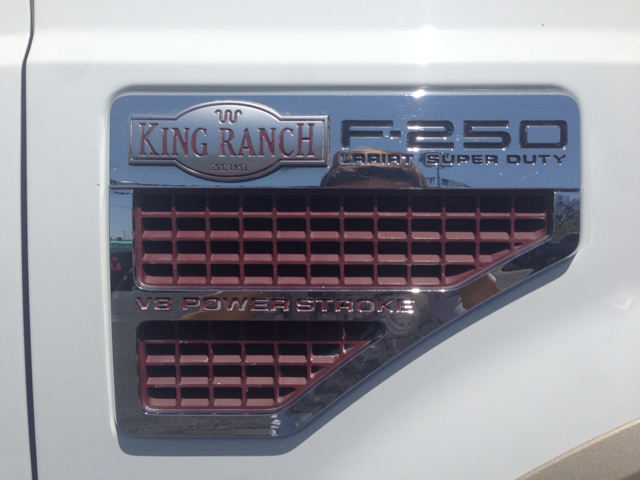 KING RANCH
EST. 1853
F-250
LARIAT SUPER DUTY
V8 POWER STROKE